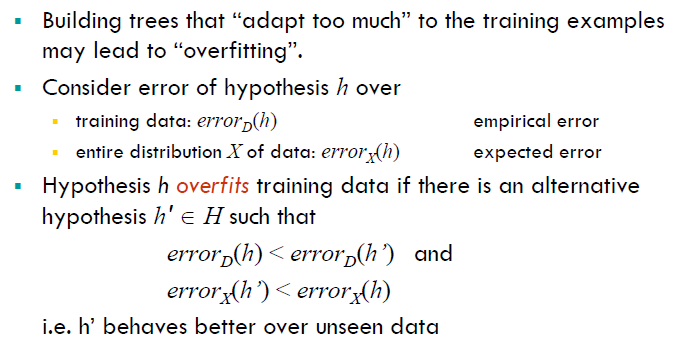 ▪ Building trees that “adapt too much” to the training examples
may lead to “overfitting”.
▪ Consider error of hypothesis h over
▪ training data: error_D(h) empirical error
▪ entire distribution X of data: error_X(h) expected error
▪ Hypothesis h overfits training data if there is an alternative
hypothesis h' ∈ H such that
error_D(h) < error_D(h’) and
error_X(h’) < error_X(h)
i.e. h’ behaves better over unseen data